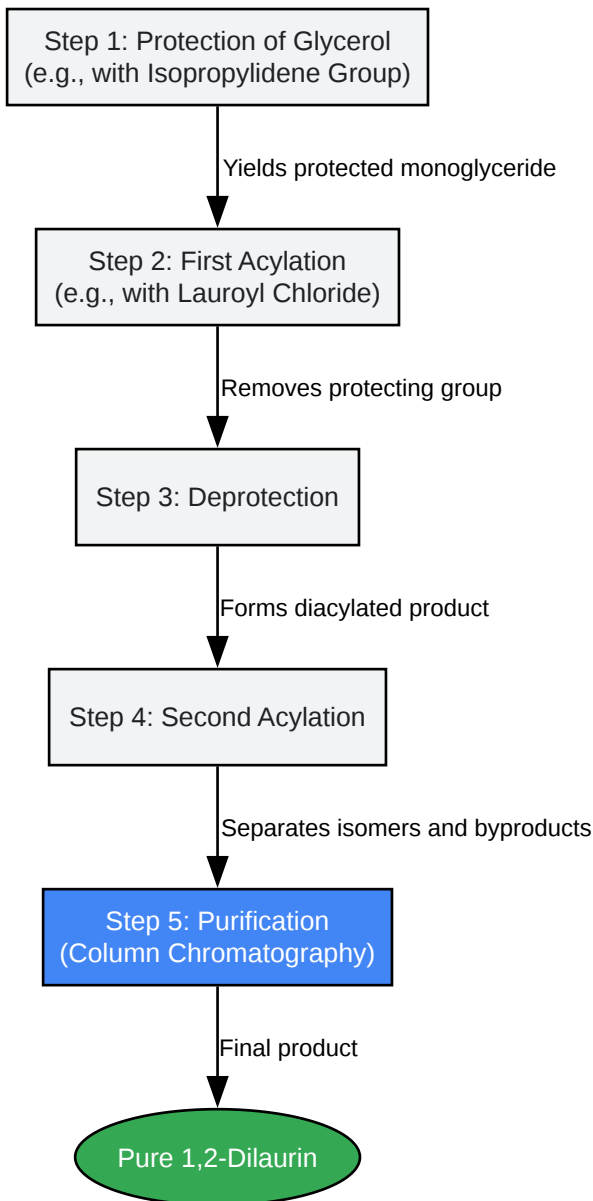 Step 1: Protection of Glycerol
(e.g., with Isopropylidene Group)
Yields protected monoglyceride
Step 2: First Acylation
(e.g., with Lauroyl Chloride)
Removes protecting group
Step 3: Deprotection
Forms diacylated product
Step 4: Second Acylation
Separates isomers and byproducts
Step 5: Purification
(Column Chromatography)
Final product
Pure 1,2-Dilaurin